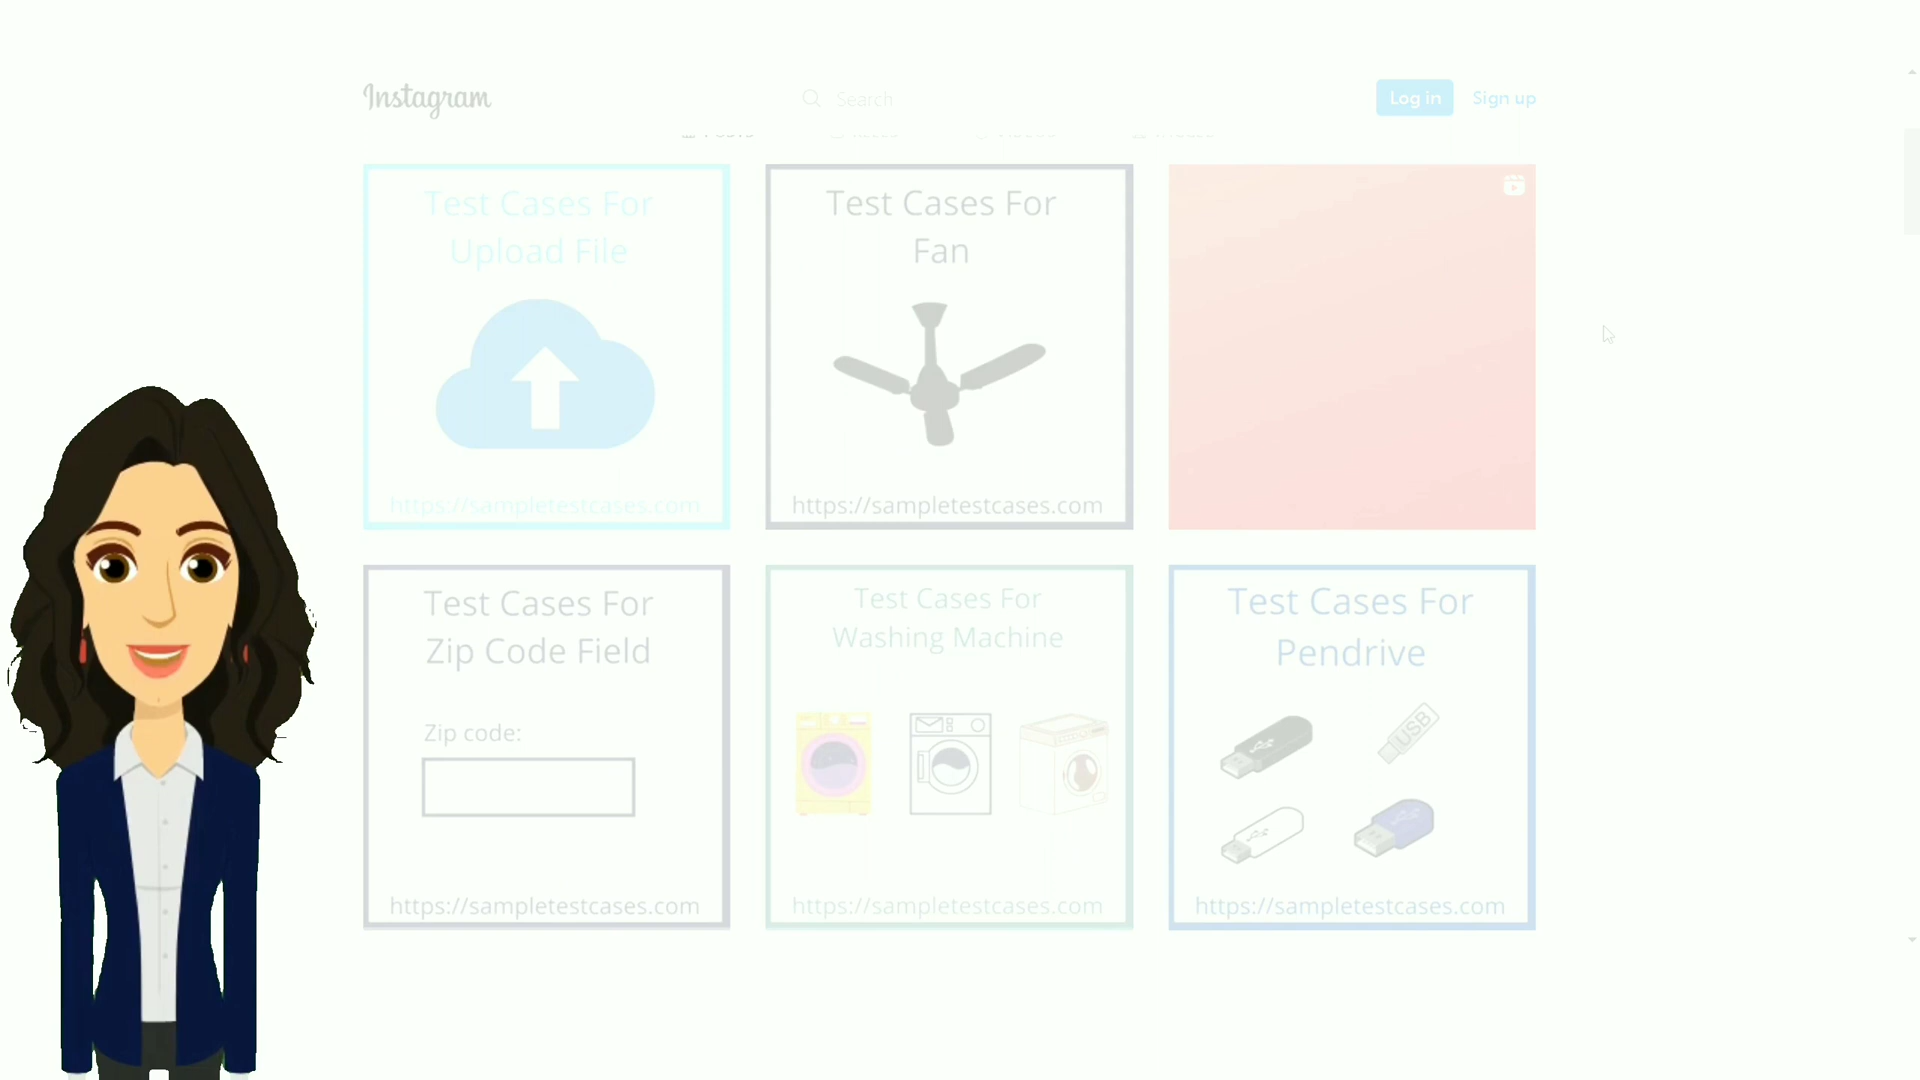 Instagram
Search
Log in
Sign up
Test Cases For
Upload File
https://sampletestcases.com
Test Cases For
Fan
https://sampletestcases.com
Test Cases For
Zip Code Field
Zip code:
https://sampletestcases.com
Test Cases For
Washing Machine
https://sampletestcases.com
Test Cases For
Pendrive
USB
https://sampletestcases.com